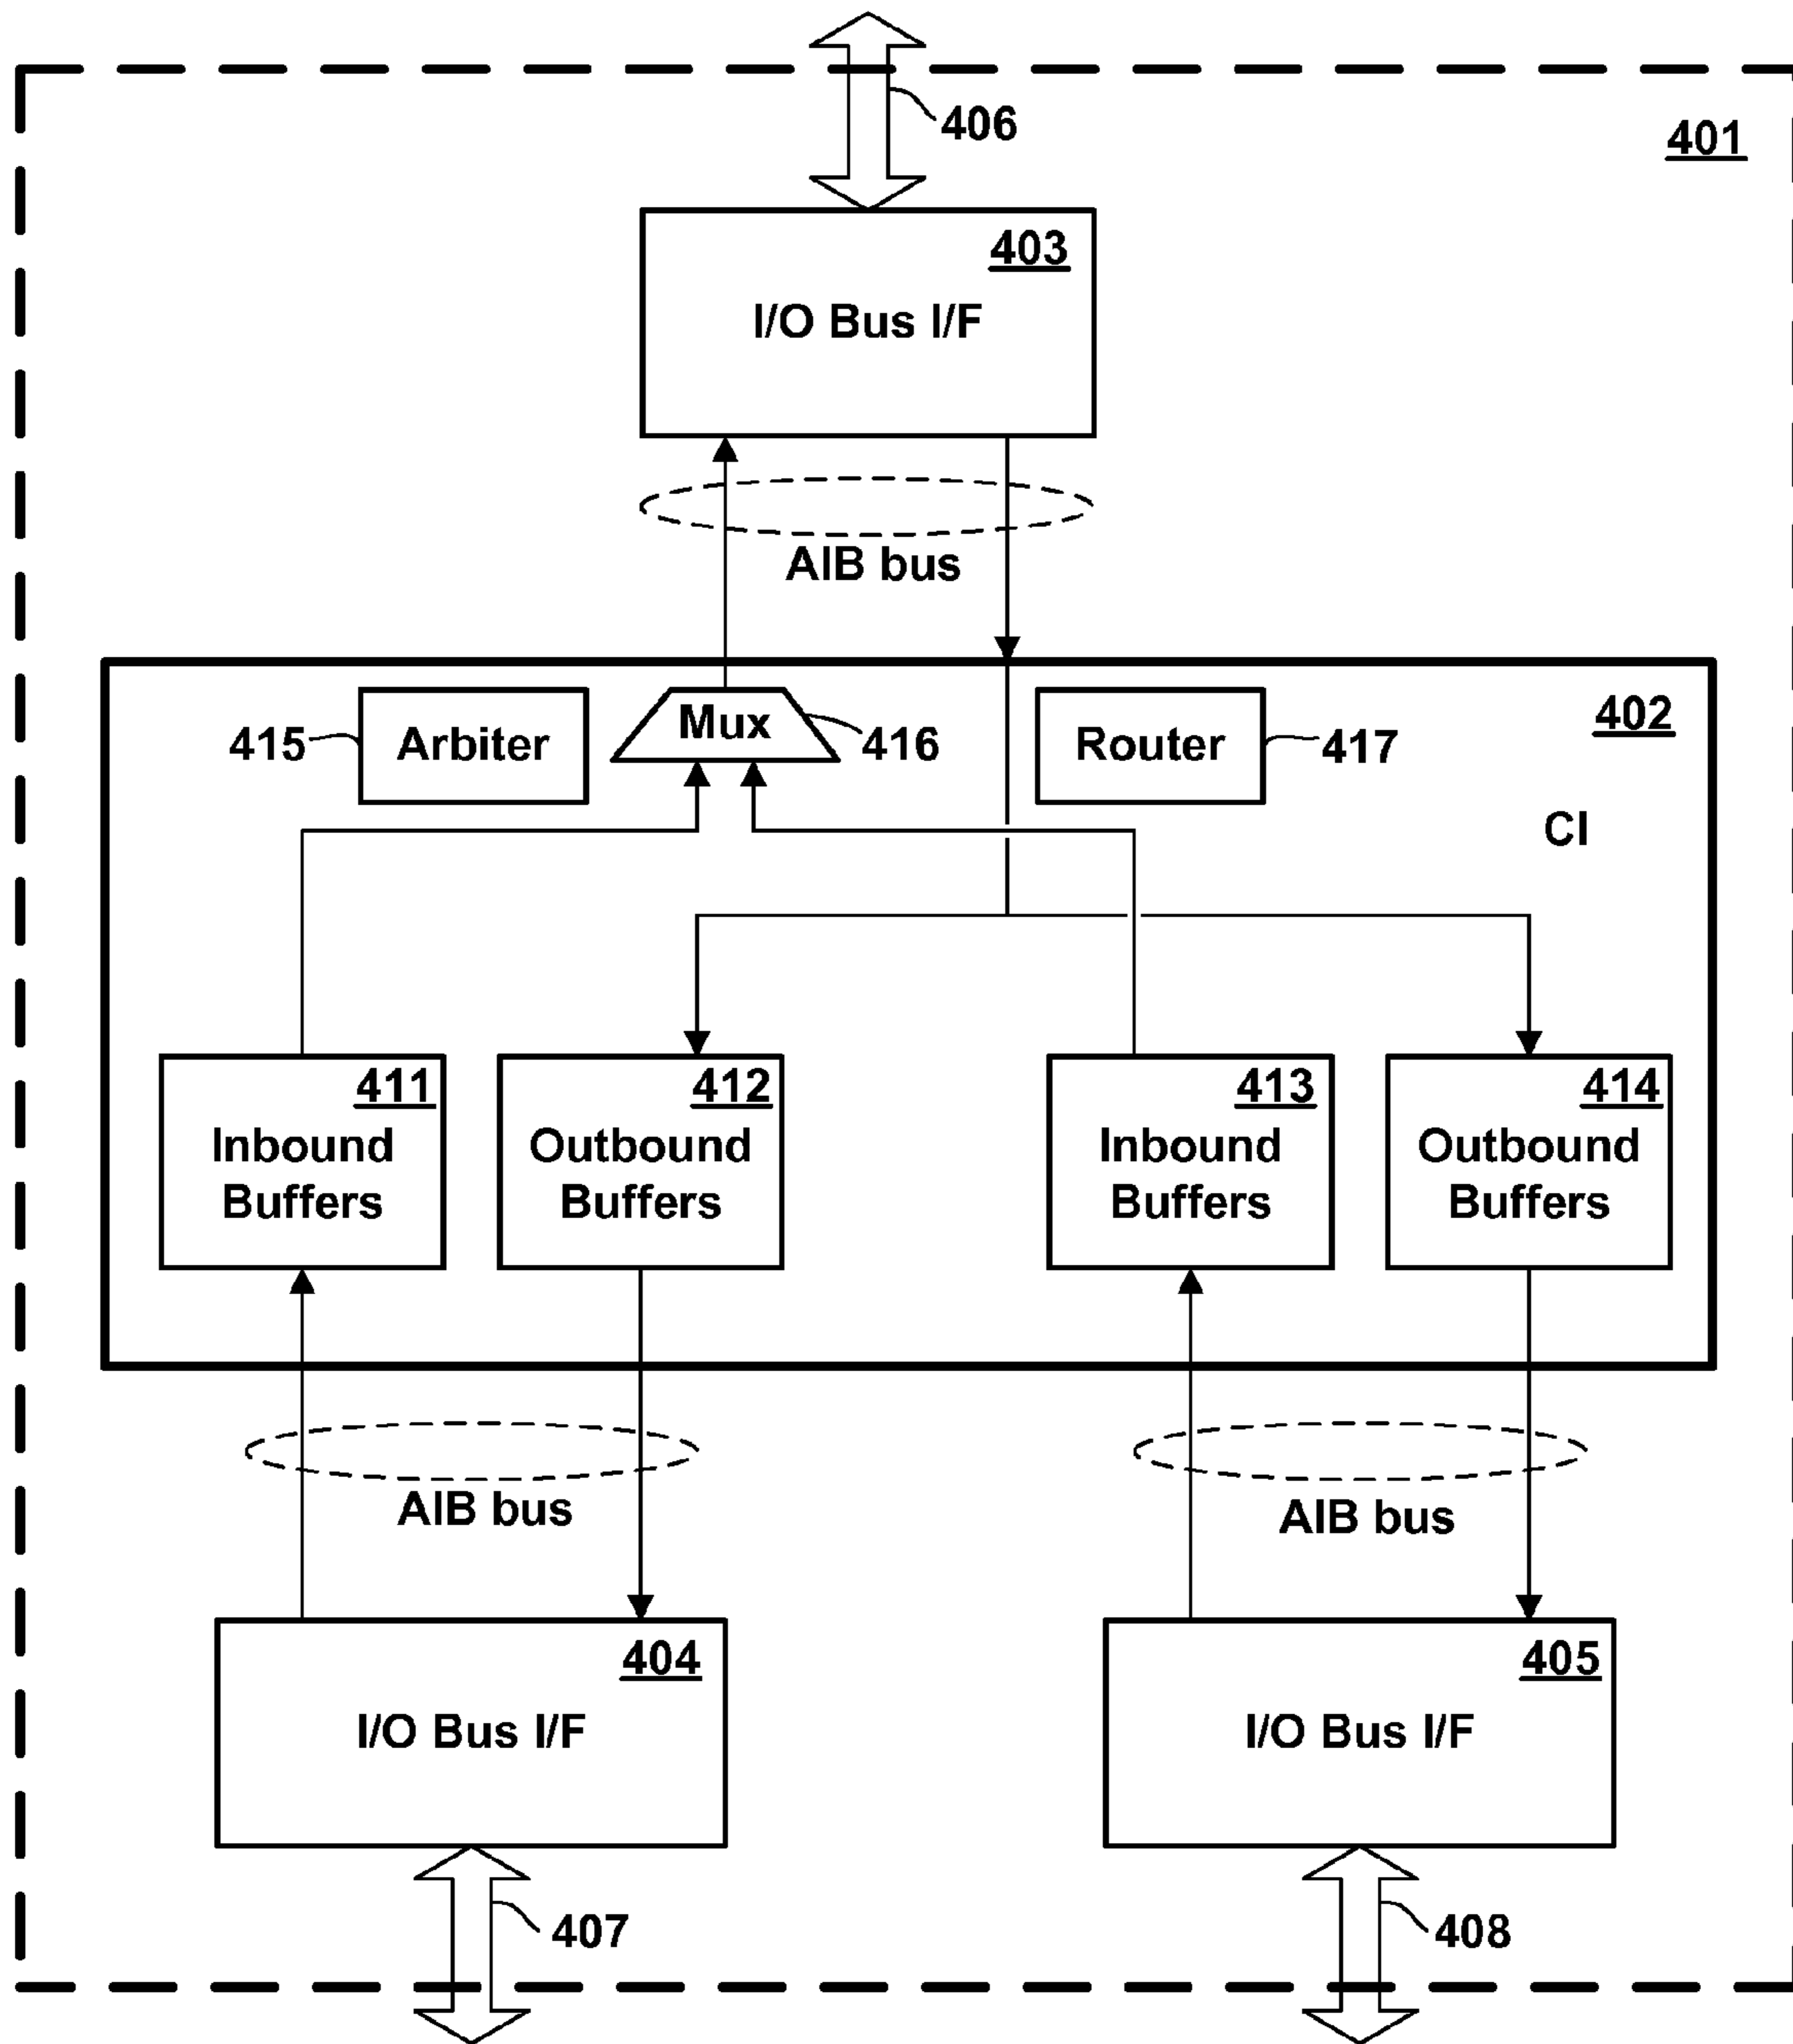 406
401
403
I/O Bus I/F
AIB bus
402
415
Arbiter
Mux
416
Router
417
CI
411
Inbound
Buffers
412
Outbound
Buffers
413
Inbound
Buffers
414
Outbound
Buffers
AIB bus
AIB bus
404
I/O Bus I/F
405
I/O Bus I/F
407
408